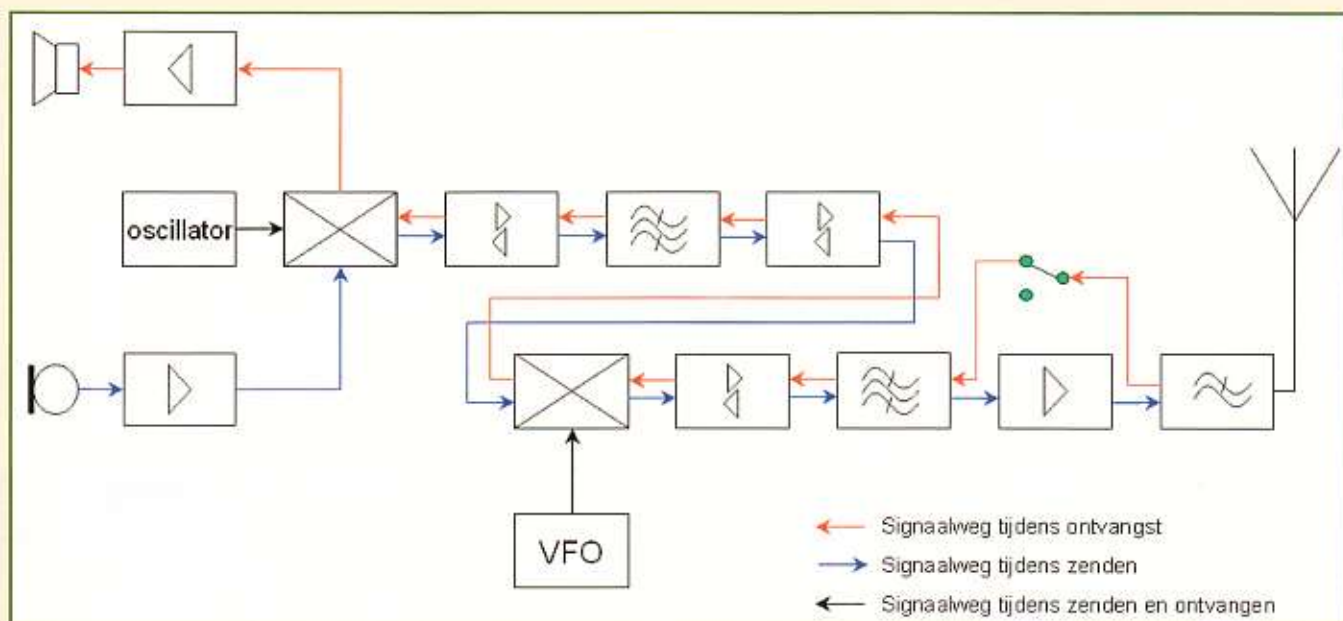 oscillator
VFO
Signaalweg tijdens ontvangst
Signaalweg tijdens zenden
Signaalweg tijdens zenden en ontvangen